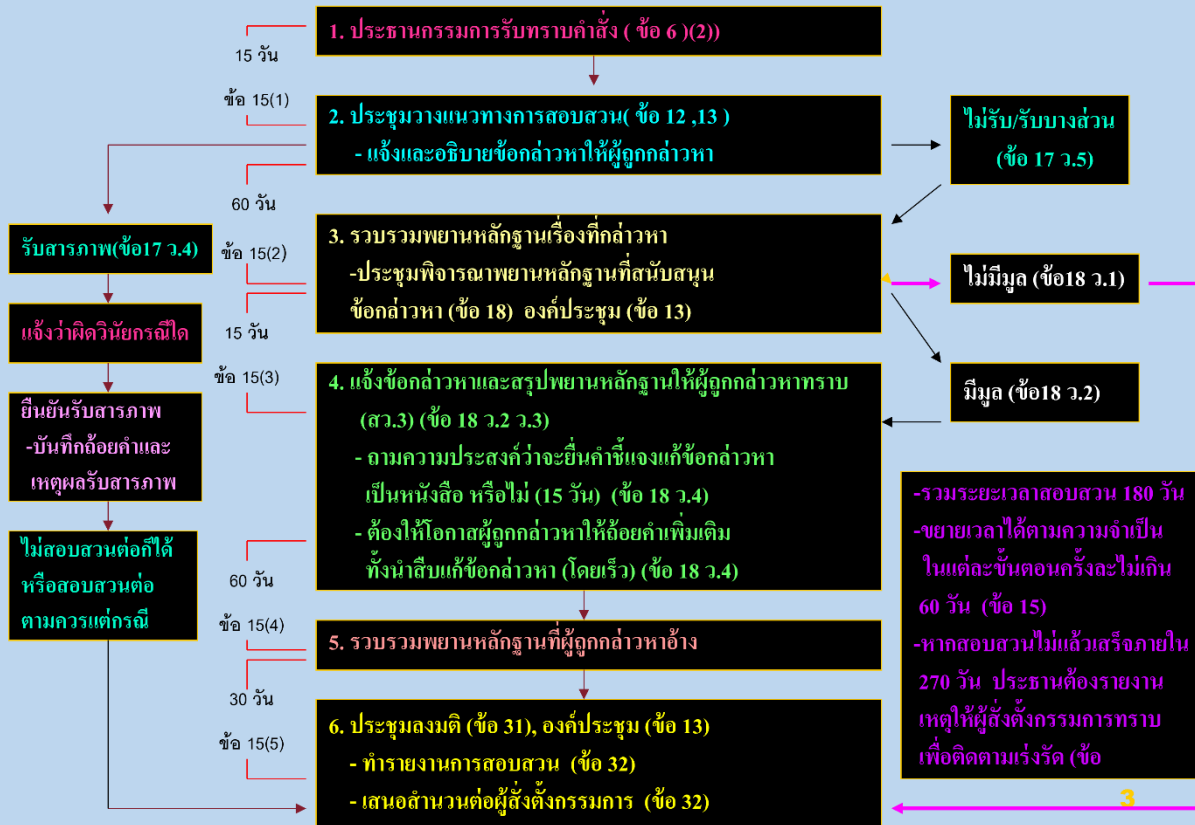 1. ประธานกรรมการรับทราบคำสั่ง ( ข้อ 6 )(2))
15 วัน
ข้อ 15(1)
2. ประชุมวางแนวทางการสอบสวน( ข้อ 12 ,13 )
- แจ้งและอธิบายข้อกล่าวหาให้ผู้ถูกกล่าวหา
ไม่รับ/รับบางส่วน
(ข้อ 17 ว.5)
60 วัน
ข้อ 15(2)
รับสารภาพ(ข้อ17 ว.4)
3. รวบรวมพยานหลักฐานเรื่องที่กล่าวหา
-ประชุมพิจารณาพยานหลักฐานที่สนับสนุน
ข้อกล่าวหา (ข้อ 18) องค์ประชุม (ข้อ 13)
ไม่มีมูล (ข้อ18 ว.1)
แจ้งว่าผิดวินัยกรณีใด
15 วัน
ข้อ 15(3)
มีมูล (ข้อ18 ว.2)
ยืนยันรับสารภาพ
-บันทึกถ้อยคำและ
เหตุผลรับสารภาพ
4. แจ้งข้อกล่าวหาและสรุปพยานหลักฐานให้ผู้ถูกกล่าวหาทราบ
(สว.3) (ข้อ 18 ว.2 ว.3)
- ถามความประสงค์ว่าจะยื่นคำชี้แจงแก้ข้อกล่าวหา
เป็นหนังสือ หรือไม่ (15 วัน) (ข้อ 18 ว.4)
- ต้องให้โอกาสผู้ถูกกล่าวหาให้ถ้อยคำเพิ่มเติม
ทั้งนำสืบแก้ข้อกล่าวหา (โดยเร็ว) (ข้อ 18 ว.4)
ไม่สอบสวนต่อก็ได้
หรือสอบสวนต่อ
ตามควรแต่กรณี
60 วัน
ข้อ 15(4)
5. รวบรวมพยานหลักฐานที่ผู้ถูกกล่าวหาอ้าง
30 วัน
ข้อ 15(5)
6. ประชุมลงมติ (ข้อ 31), องค์ประชุม (ข้อ 13)
- ทำรายงานการสอบสวน (ข้อ 32)
- เสนอสำนวนต่อผู้สั่งตั้งกรรมการ (ข้อ 32)
-รวมระยะเวลาสอบสวน 180 วัน
-ขยายเวลาได้ตามความจำเป็น
ในแต่ละขั้นตอนครั้งละไม่เกิน
60 วัน (ข้อ 15)
-หากสอบสวนไม่แล้วเสร็จภายใน
270 วัน ประธานต้องรายงาน
เหตุให้ผู้สั่งตั้งกรรมการทราบ
เพื่อติดตามเร่งรัด (ข้อ
3